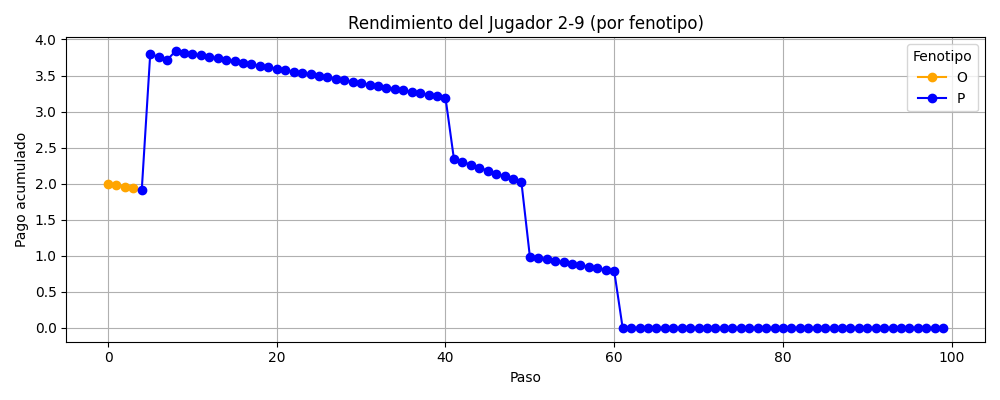 Rendimiento del Jugador 2-9 (por fenotipo)
Pago acumulado
4.0
3.5
3.0
2.5
2.0
1.5
1.0
0.5
0.0
Fenotipo
O
P
0 20 40 60 80 100
Paso